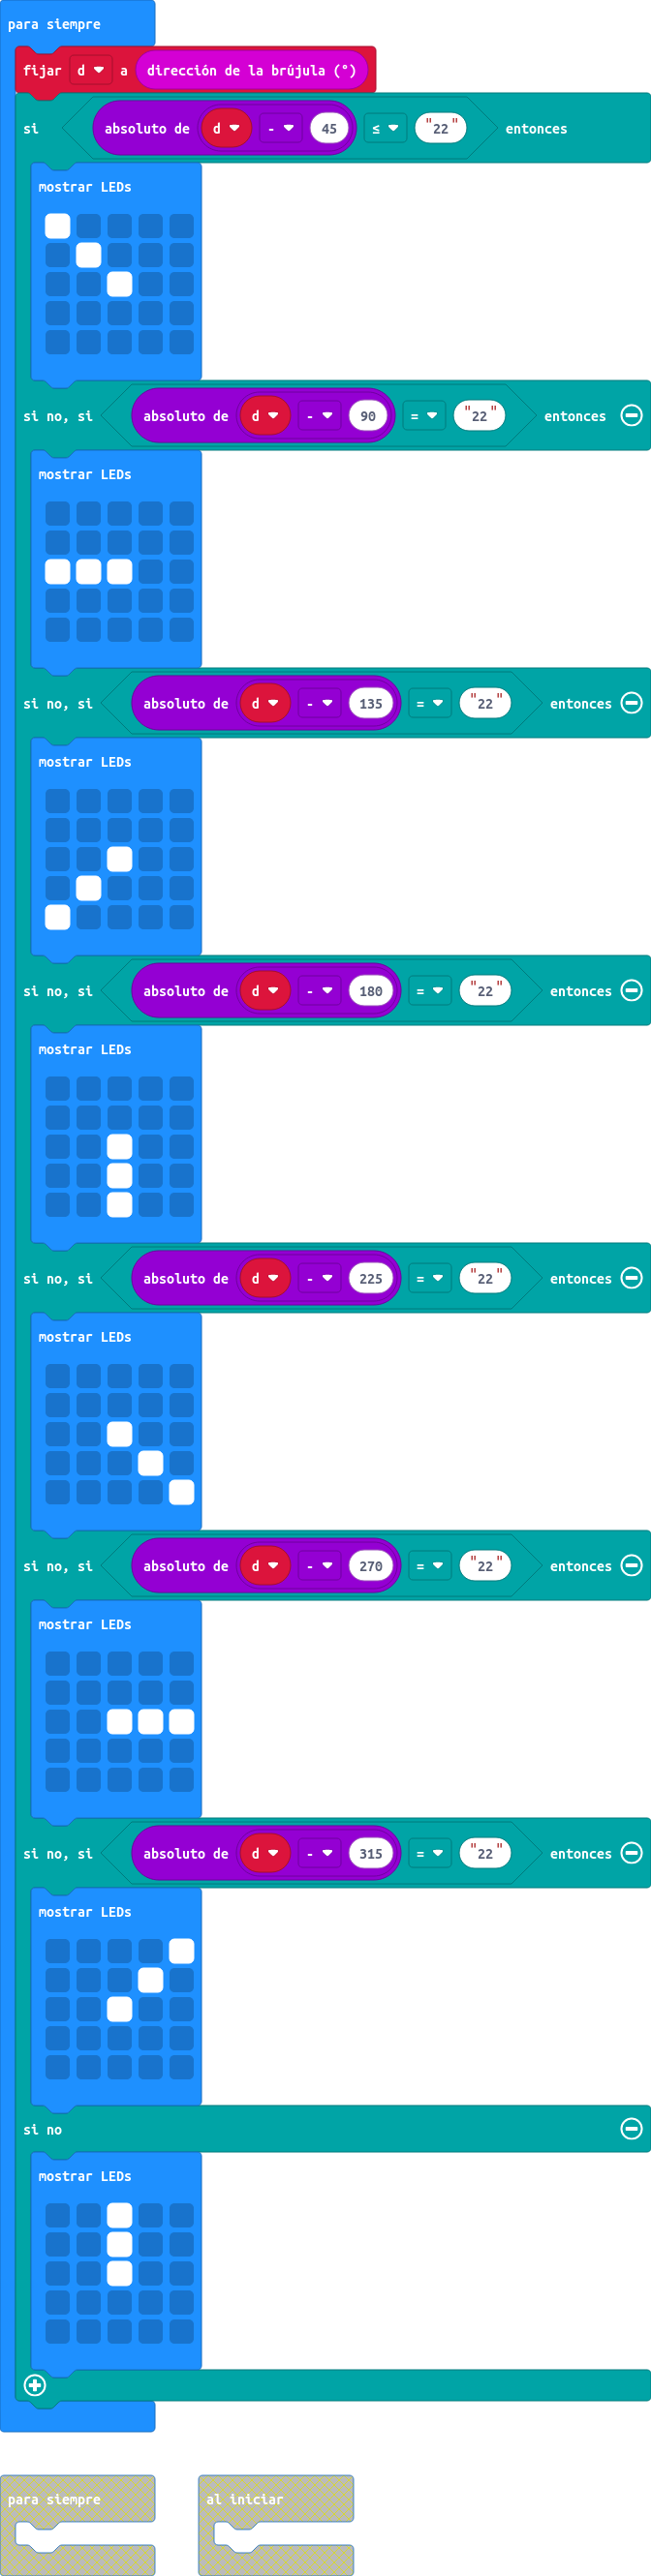 para siempre
fijar d a dirección de la brújula (°)
si absoluto de d - 45 ≤ "22" entonces
mostrar LEDs
si no, si absoluto de d - 90 = "22" entonces
mostrar LEDs
si no, si absoluto de d - 135 = "22" entonces
mostrar LEDs
si no, si absoluto de d - 180 = "22" entonces
mostrar LEDs
si no, si absoluto de d - 225 = "22" entonces
mostrar LEDs
si no, si absoluto de d - 270 = "22" entonces
mostrar LEDs
si no, si absoluto de d - 315 = "22" entonces
mostrar LEDs
si no
mostrar LEDs
para siempre
al iniciar